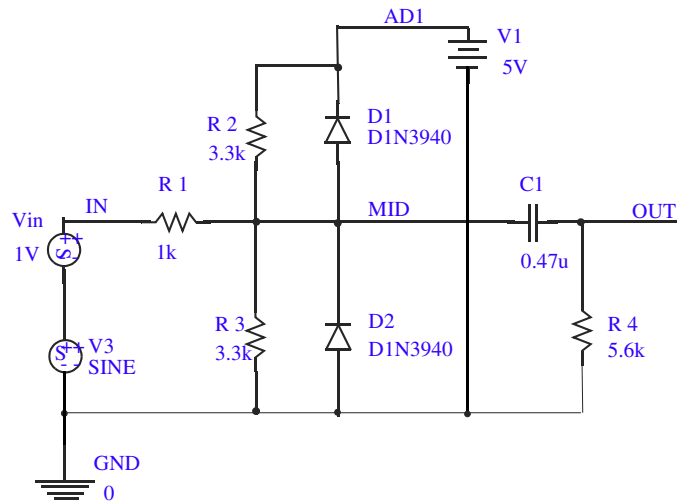 AD1
V1
5V
D1
D1N3940
R 2
3.3k
R 1
1k
IN
Vin
1V
MID
C1
0.47u
OUT
R 3
3.3k
D2
D1N3940
R 4
5.6k
V3
SINE
GND
0